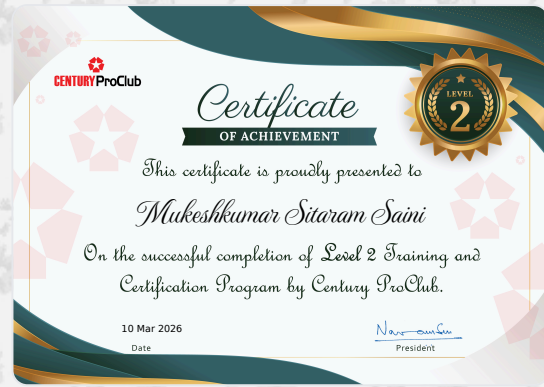 CENTURY ProClub
Certificate
OF ACHIEVEMENT
LEVEL
2
This certificate is proudly presented to
Mukeshkumar Sitaram Saini
On the successful completion of Level 2 Training and
Certification Program by Century ProClub.
10 Mar 2026
Date
President